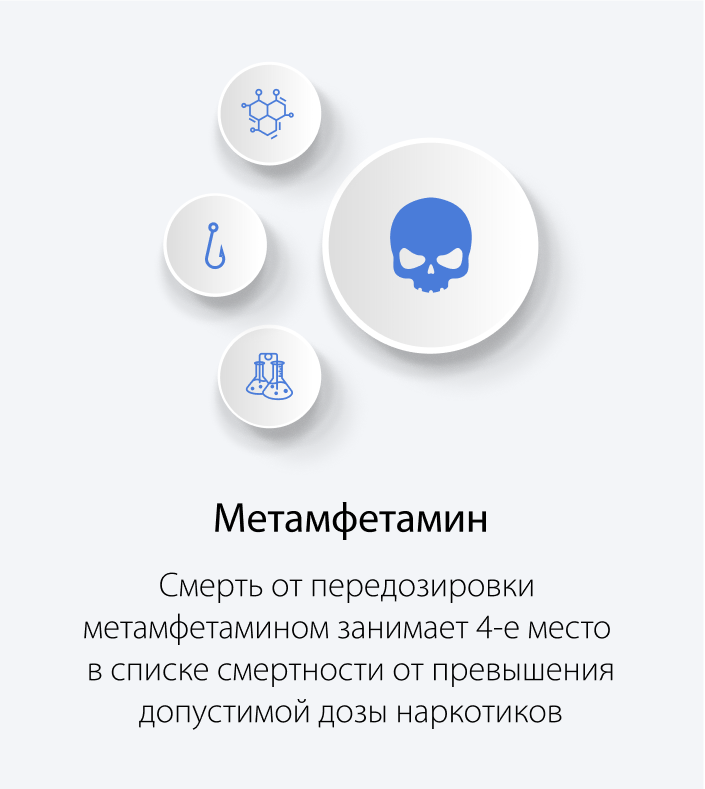 Метамфетамин
Смерть от передозировки
метамфетамином занимает 4-е место
в списке смертности от превышения
допустимой дозы наркотиков